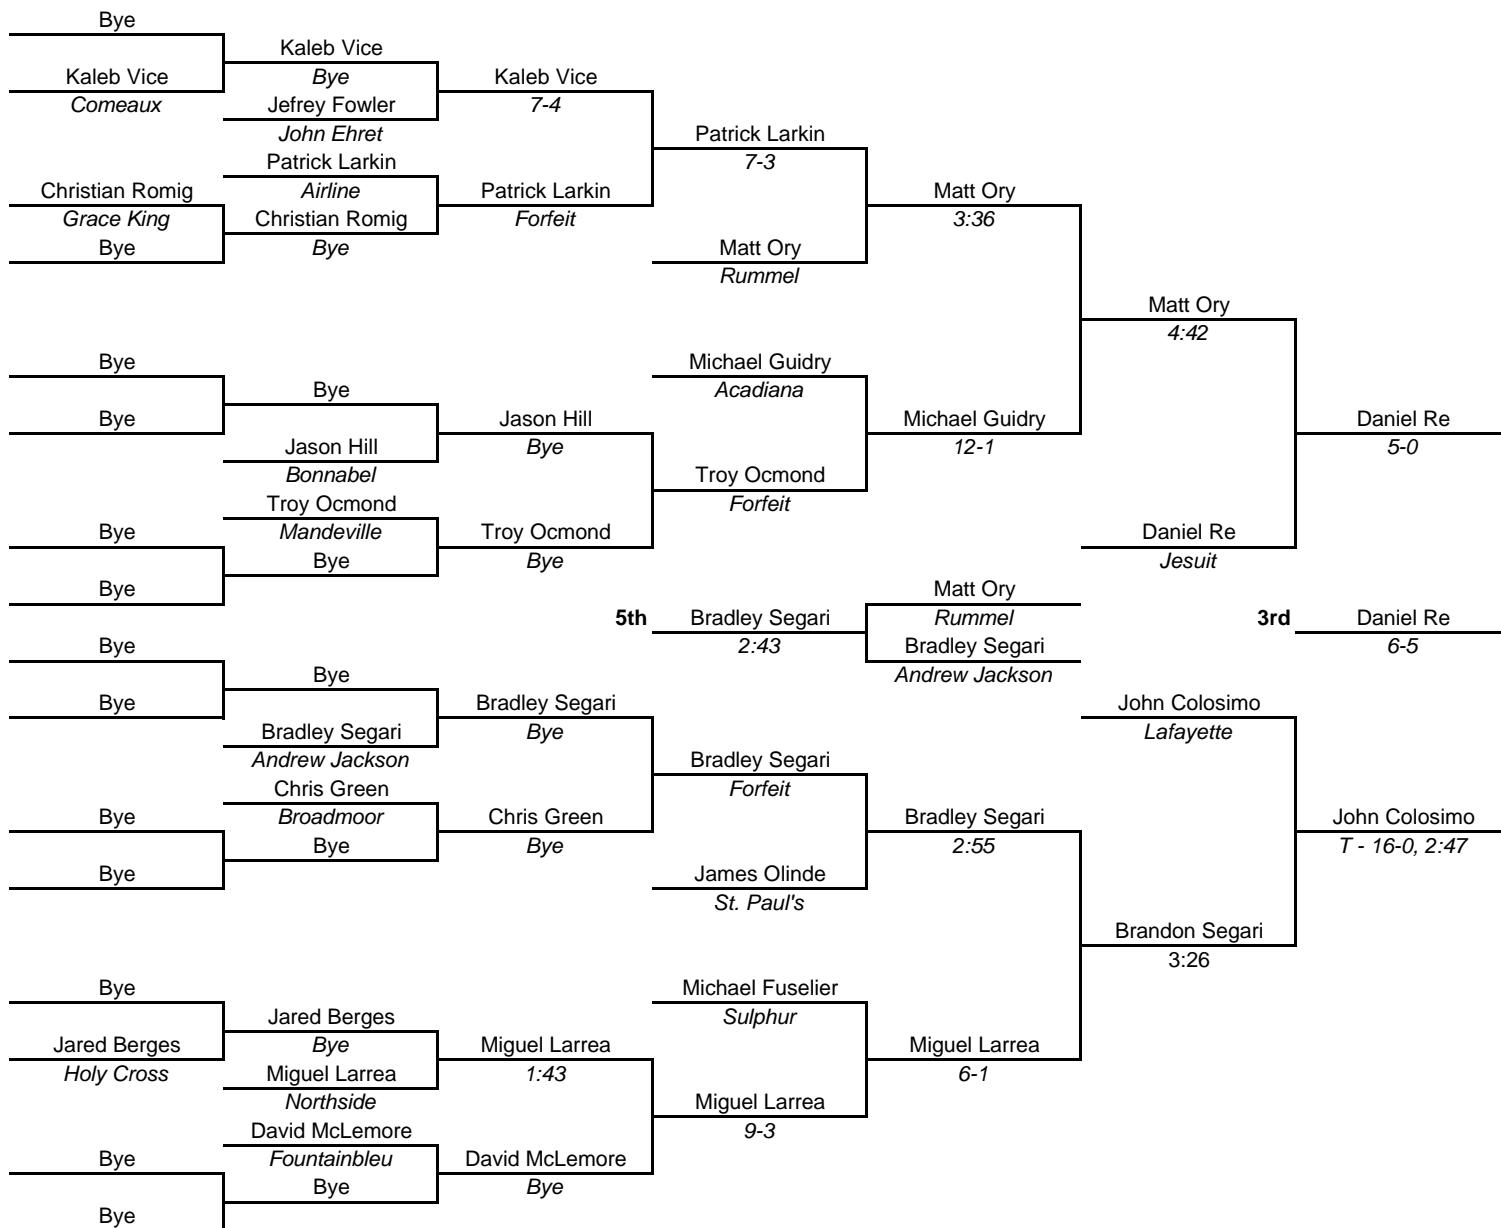 Bye
Kaleb Vice
Kaleb Vice
Bye
Kaleb Vice
Comeaux
Jefrey Fowler
7-4
John Ehret
Patrick Larkin
Patrick Larkin
7-3
Christian Romig
Airline
Patrick Larkin
Matt Ory
Grace King
Christian Romig
Forfeit
3:36
Bye
Bye
Matt Ory
Rummel
Matt Ory
4:42
Bye
Michael Guidry
Bye
Acadiana
Bye
Jason Hill
Michael Guidry
Daniel Re
Jason Hill
Bye
12-1
5-0
Bonnabel
Troy Ocmond
Troy Ocmond
Forfeit
Bye
Mandeville
Troy Ocmond
Daniel Re
Bye
Bye
Jesuit
Bye
Matt Ory
5th
Bradley Segari
Rummel
3rd
Daniel Re
Bye
2:43
Bradley Segari
6-5
Bye
Andrew Jackson
Bye
Bradley Segari
John Colosimo
Bradley Segari
Bye
Lafayette
Andrew Jackson
Bradley Segari
Chris Green
Forfeit
Bye
Broadmoor
Chris Green
Bradley Segari
John Colosimo
Bye
Bye
2:55
T - 16-0, 2:47
Bye
James Olinde
St. Paul's
Brandon Segari
3:26
Bye
Michael Fuselier
Jared Berges
Sulphur
Jared Berges
Bye
Miguel Larrea
Miguel Larrea
Holy Cross
Miguel Larrea
1:43
6-1
Northside
Miguel Larrea
David McLemore
9-3
Bye
Fountainbleu
David McLemore
Bye
Bye
Bye